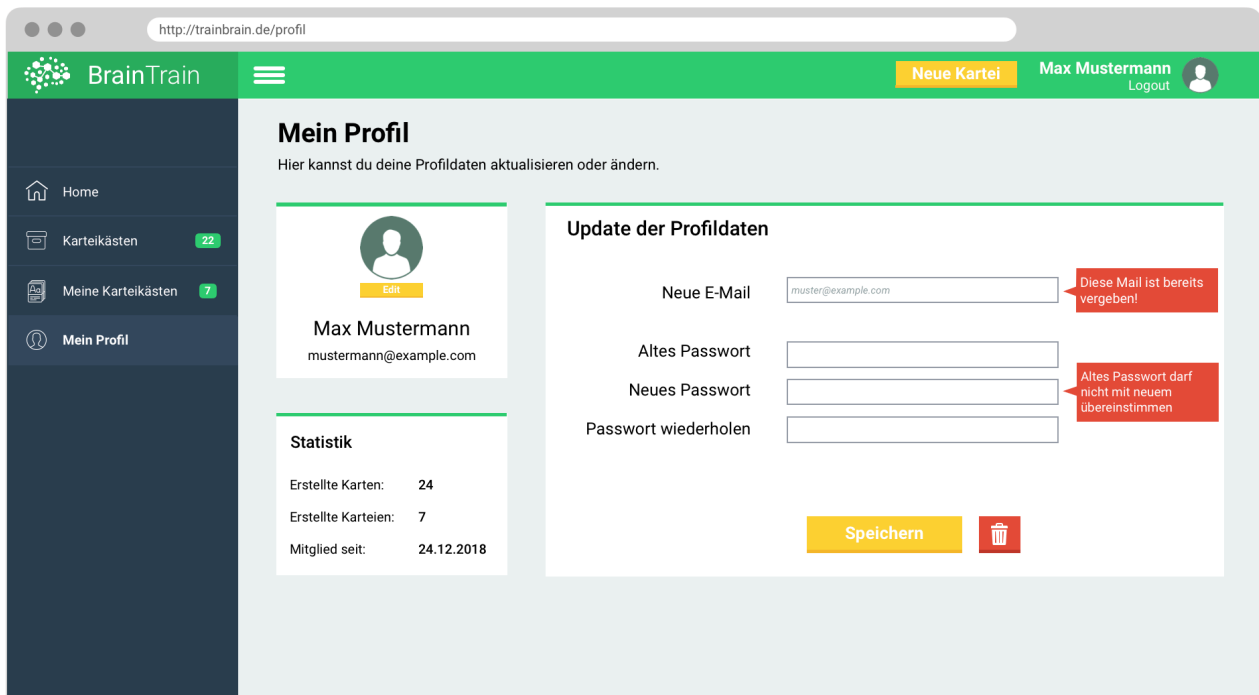 http://trainbrain.de/profil
BrainTrain
Neue Kartei
Max Mustermann
Logout
Home
Karteikästen 22
Meine Karteikästen 7
Mein Profil
Mein Profil
Hier kannst du deine Profildaten aktualisieren oder ändern.
Edit
Max Mustermann
mustermann@example.com
Statistik
Erstellte Karten: 24
Erstellte Karteien: 7
Mitglied seit: 24.12.2018
Update der Profildaten
Neue E-Mail
muster@example.com
Diese Mail ist bereits
vergeben!
Altes Passwort
Neues Passwort
Altes Passwort darf
nicht mit neuem
übereinstimmen
Passwort wiederholen
Speichern